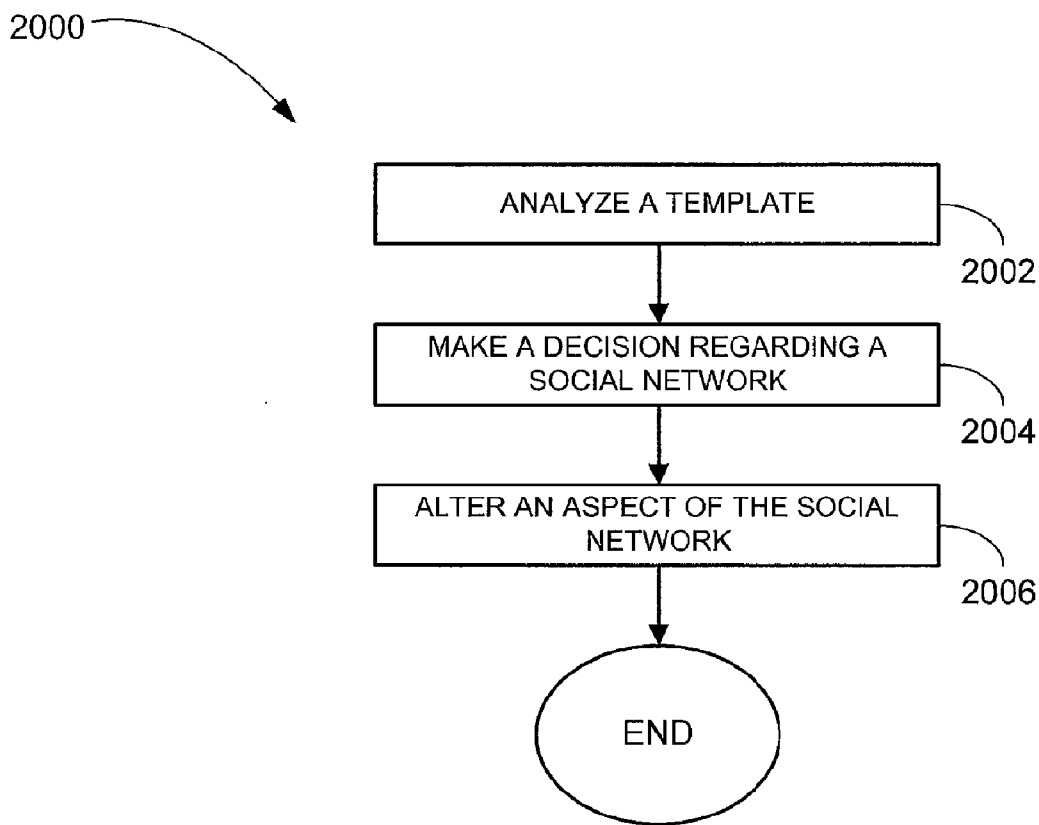 2000
ANALYZE A TEMPLATE
2002
MAKE A DECISION REGARDING A
SOCIAL NETWORK
2004
ALTER AN ASPECT OF THE SOCIAL
NETWORK
2006
END